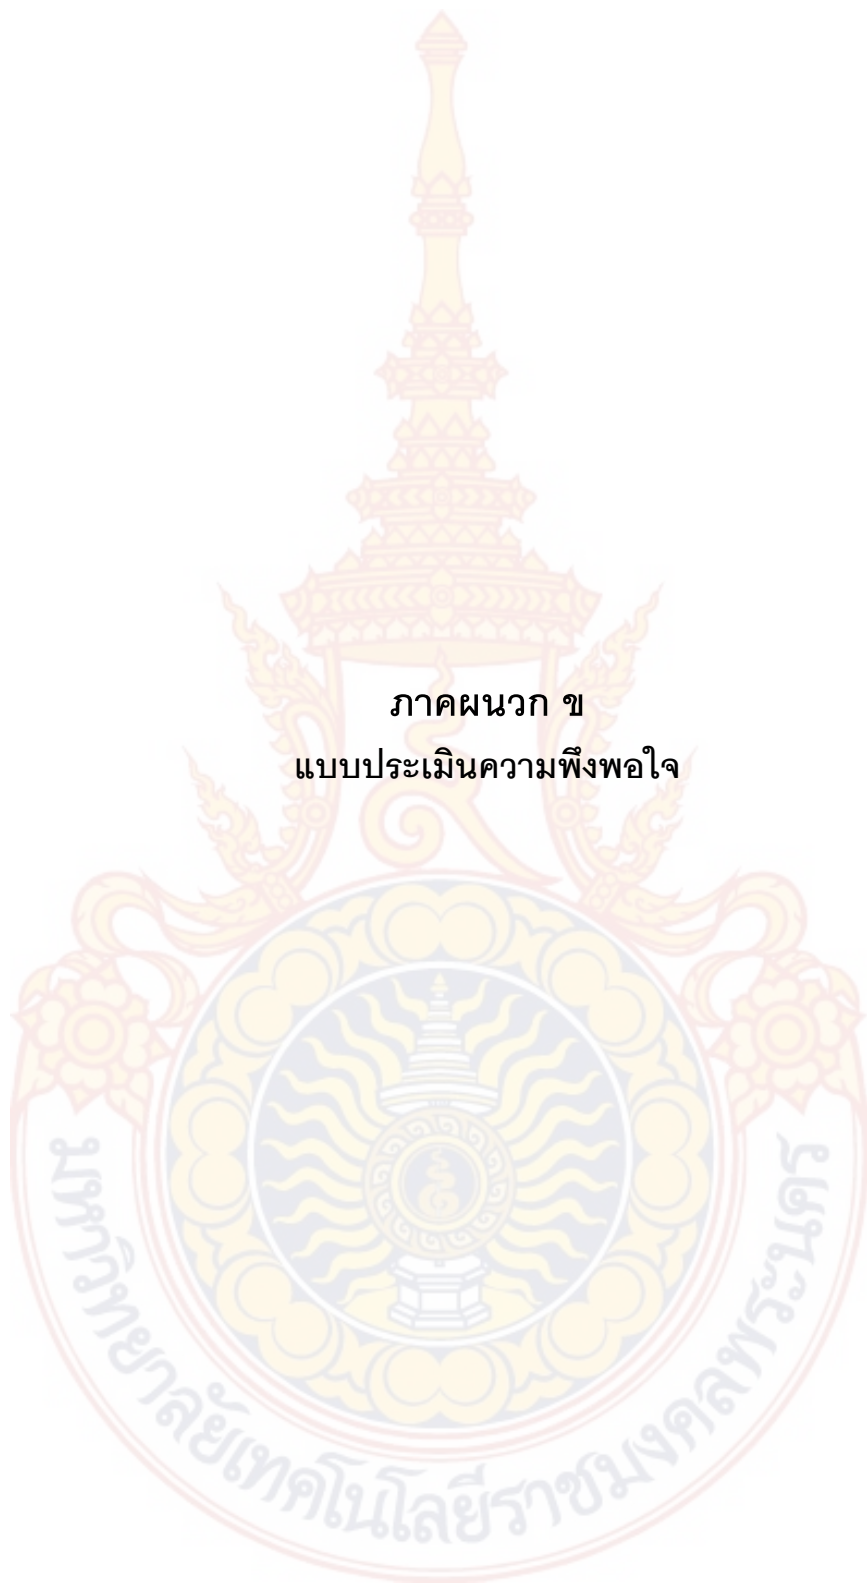 ภาคผนวก ข
แบบประเมินความพึงพอใจ
มหาวิทยาลัยเทคโนโลยีราชมงคลพระนคร